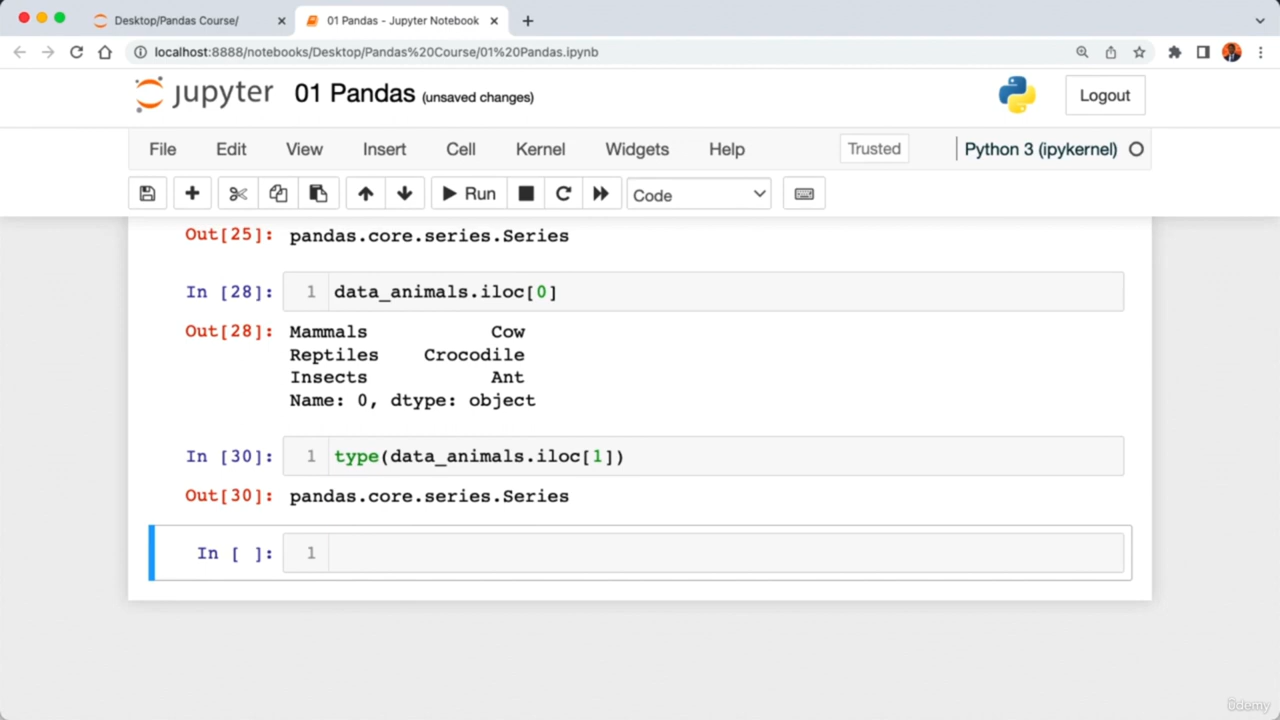 Desktop/Pandas Course/
01 Pandas - Jupyter Notebook
localhost:8888/notebooks/Desktop/Pandas%20Course/01%20Pandas.ipynb
jupyter 01 Pandas (unsaved changes) Logout
File Edit View Insert Cell Kernel Widgets Help Trusted Python 3 (ipykernel)
Run Code
Out[25]: pandas.core.series.Series
In [28]: 1 data_animals.iloc[0]
Out[28]: Mammals Cow
Reptiles Crocodile
Insects Ant
Name: 0, dtype: object
In [30]: 1 type(data_animals.iloc[1])
Out[30]: pandas.core.series.Series
In [ ]: 1
ûdemy